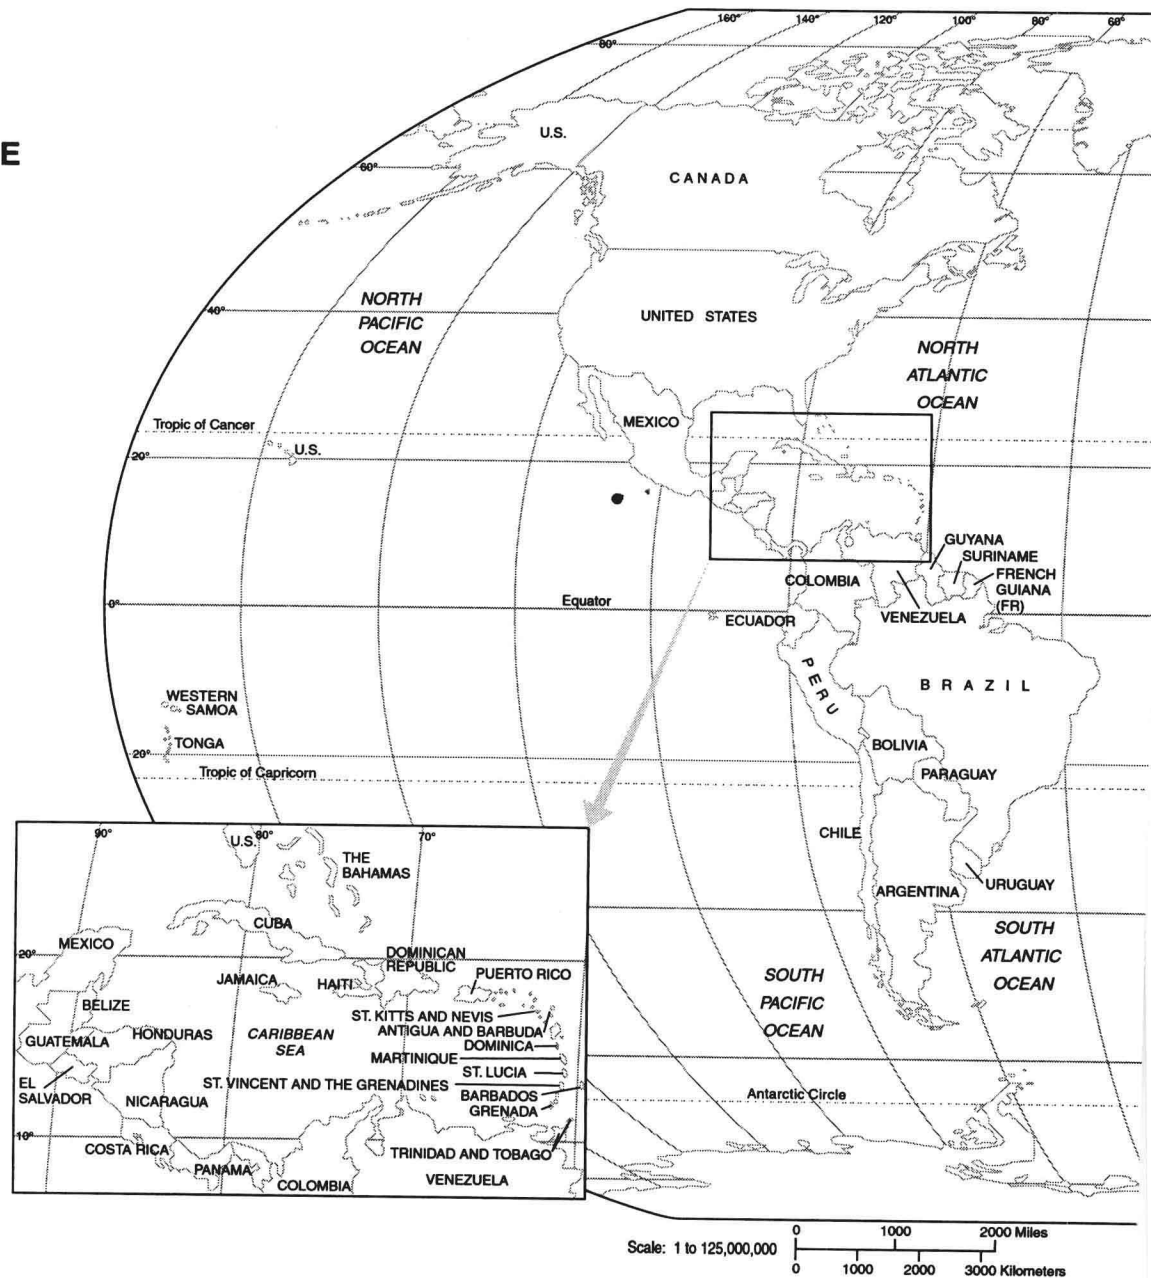 160°
140°
120°
100°
80°
60°
80°
E
U.S.
60°
CANADA
NORTH
PACIFIC
OCEAN
40°
UNITED STATES
NORTH
ATLANTIC
OCEAN
Tropic of Cancer
MEXICO
U.S.
20°
GUYANA
SURINAME
FRENCH
GUIANA
(FR)
COLOMBIA
VENEZUELA
Equator
0°
ECUADOR
PERU
BRAZIL
WESTERN
SAMOA
TONGA
20°
Tropic of Capricorn
BOLIVIA
PARAGUAY
CHILE
ARGENTINA
URUGUAY
SOUTH
ATLANTIC
OCEAN
SOUTH
PACIFIC
OCEAN
Antarctic Circle
90°
80°
70°
U.S.
THE
BAHAMAS
CUBA
MEXICO
20°
DOMINICAN
REPUBLIC
PUERTO RICO
JAMAICA
HAITI
BELIZE
ST. KITTS AND NEVIS
ANTIGUA AND BARBUDA
GUATEMALA
HONDURAS
CARIBBEAN
SEA
DOMINICA
MARTINIQUE
ST. LUCIA
EL
SALVADOR
ST. VINCENT AND THE GRENADINES
BARBADOS
GRENADA
NICARAGUA
10°
COSTA RICA
TRINIDAD AND TOBAGO
PANAMA
COLOMBIA
VENEZUELA
Scale: 1 to 125,000,000
0 1000 2000 Miles
0 1000 2000 3000 Kilometers